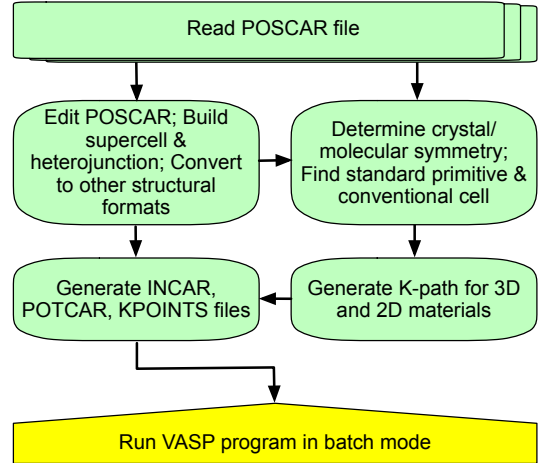 Read POSCAR file
Edit POSCAR; Build
supercell &
heterojunction; Convert
to other structural
formats
Determine crystal/
molecular symmetry;
Find standard primitive &
conventional cell
Generate INCAR,
POTCAR, KPOINTS files
Generate K-path for 3D
and 2D materials
Run VASP program in batch mode